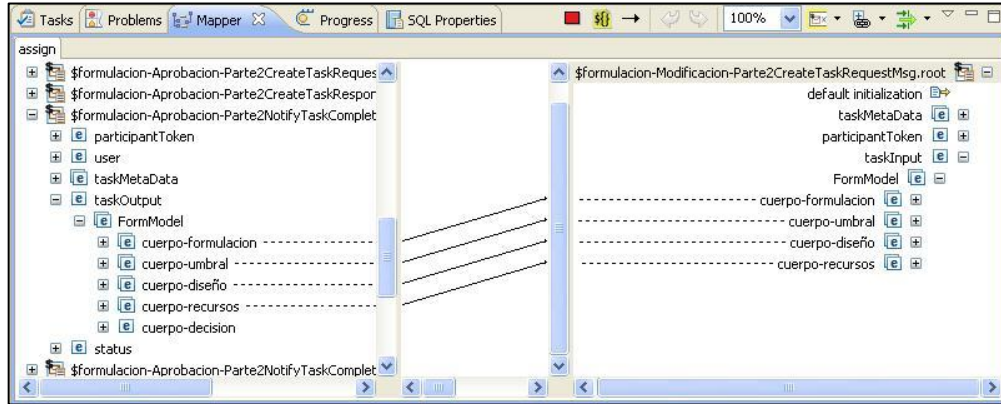 Tasks Problems Mapper Progress SQL Properties 100%
assign
$formulacion-Aprobacion-Parte2CreateTaskReques $formulacion-Modificacion-Parte2CreateTaskRequestMsg.root
$formulacion-Aprobacion-Parte2CreateTaskRespor default initialization
$formulacion-Aprobacion-Parte2NotifyTaskComplet taskMetaData
participantToken participantToken
user taskInput
taskMetaData FormModel
taskOutput cuerpo-formulacion
FormModel cuerpo-umbral
cuerpo-formulacion cuerpo-diseño
cuerpo-umbral cuerpo-recursos
cuerpo-diseño
cuerpo-recursos
cuerpo-decision
status
$formulacion-Aprobacion-Parte2NotifyTaskComplet